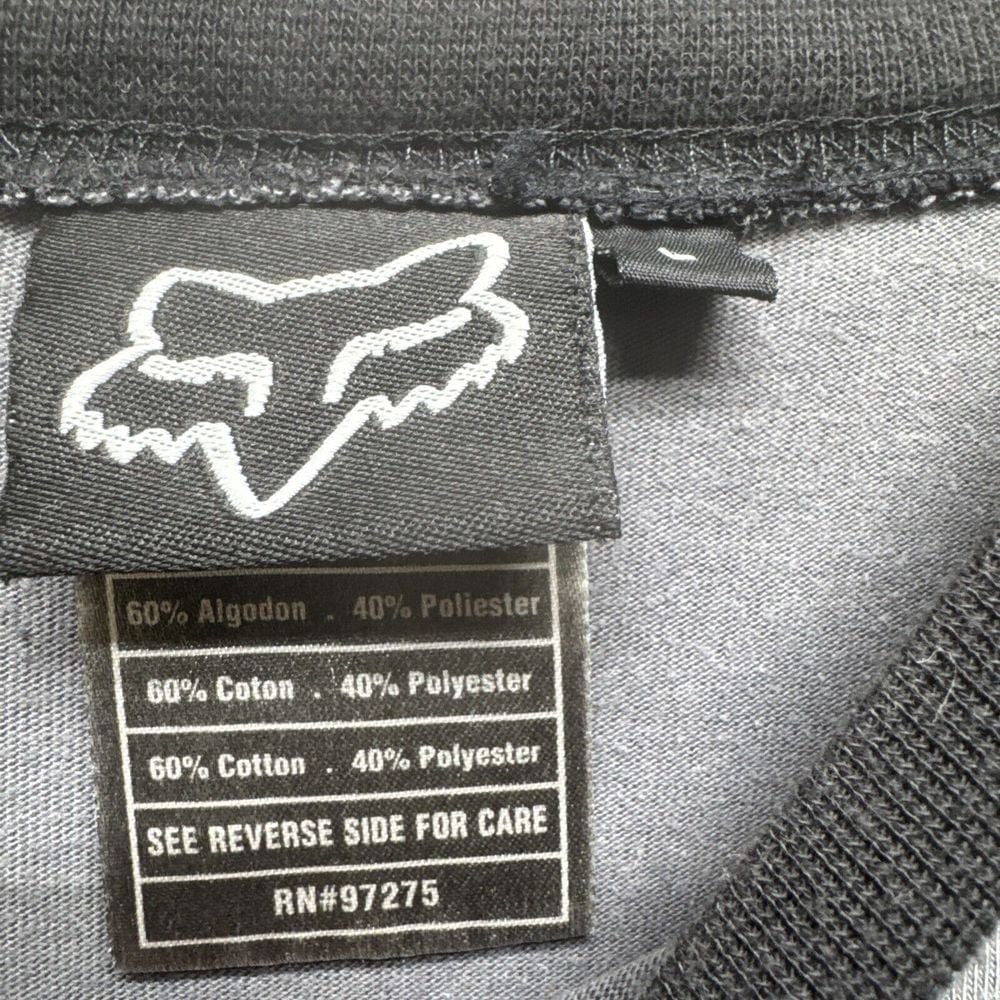 L
60% Algodon . 40% Poliester
60% Coton . 40% Polyester
60% Cotton . 40% Polyester
SEE REVERSE SIDE FOR CARE
RN#97275